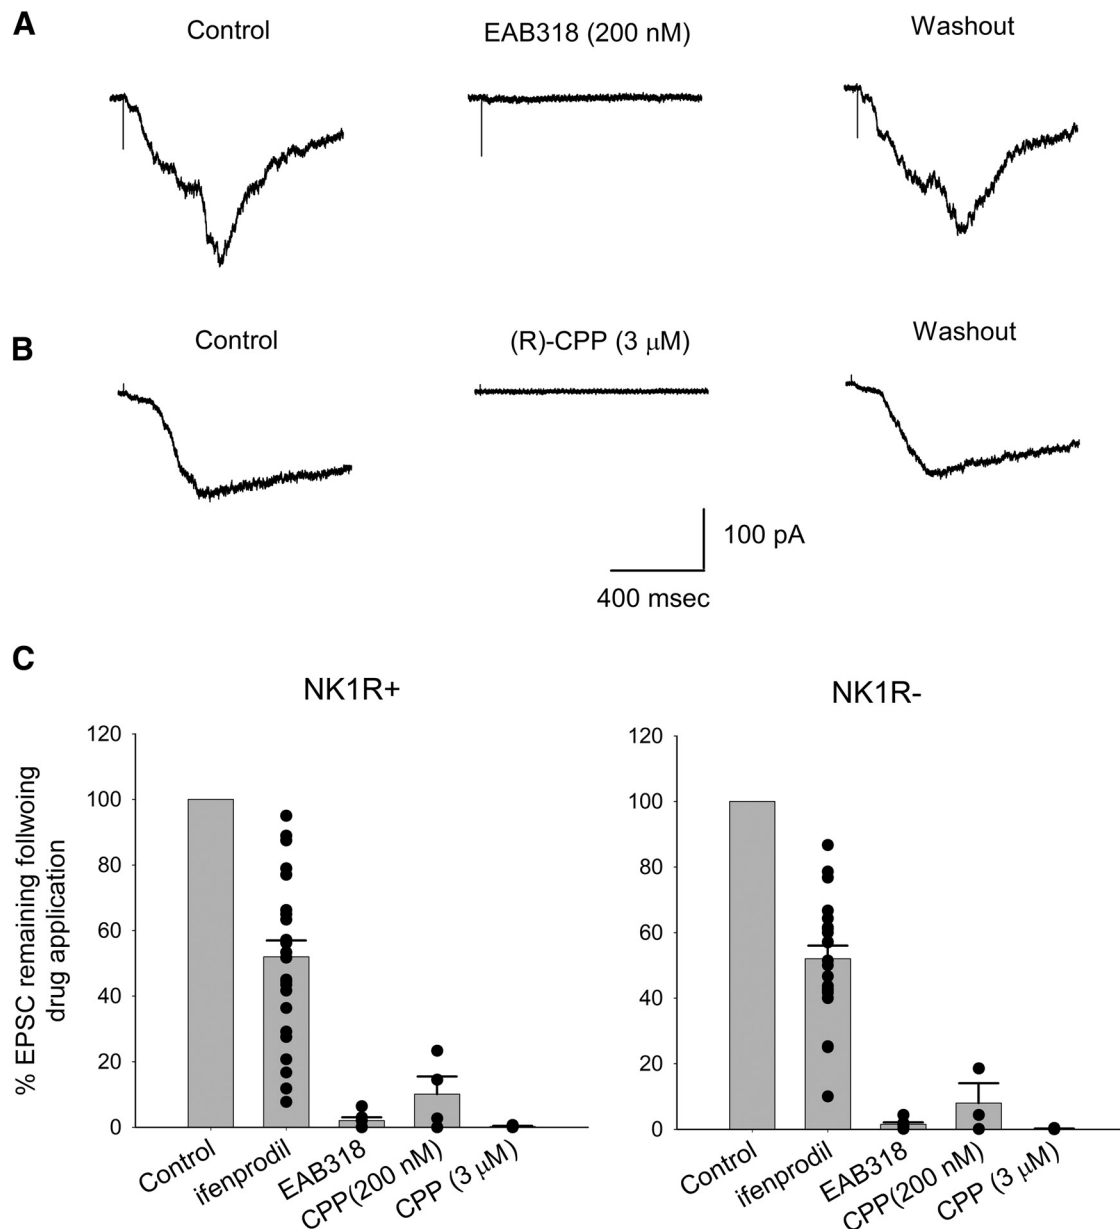 A
Control
EAB318 (200 nM)
Washout
B
Control
(R)-CPP (3 μM)
Washout
100 pA
400 msec
C
NK1R+
NK1R-
% EPSC remaining follwoing
drug application
120
100
80
60
40
20
0
Control
ifenprodil
EAB318
CPP(200 nM)
CPP (3 μM)
120
100
80
60
40
20
0
Control
ifenprodil
EAB318
CPP(200 nM)
CPP (3 μM)